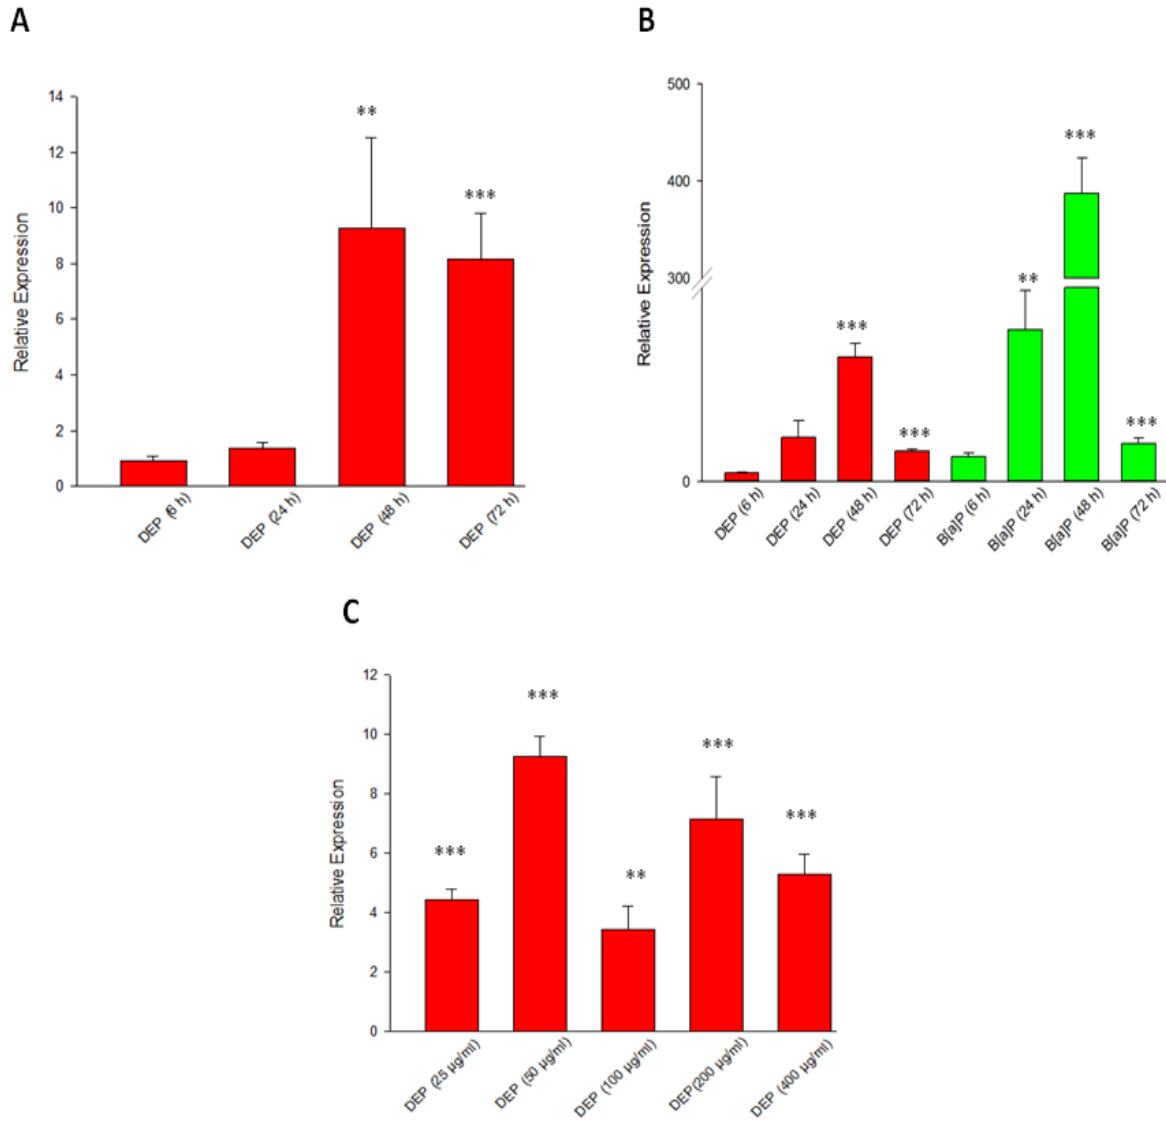 A
B
Relative Expression
14
12
10
8
6
4
2
0
**
***
DEP (6 h)
DEP (24 h)
DEP (48 h)
DEP (72 h)
Relative Expression
500
400
300
0
***
***
**
***
***
DEP (6 h)
DEP (24 h)
DEP (48 h)
DEP (72 h)
B[a]P (6 h)
B[a]P (24 h)
B[a]P (48 h)
B[a]P (72 h)
C
Relative Expression
12
10
8
6
4
2
0
***
***
**
***
***
DEP (25 µg/ml)
DEP (50 µg/ml)
DEP (100 µg/ml)
DEP(200 µg/ml)
DEP (400 µg/ml)